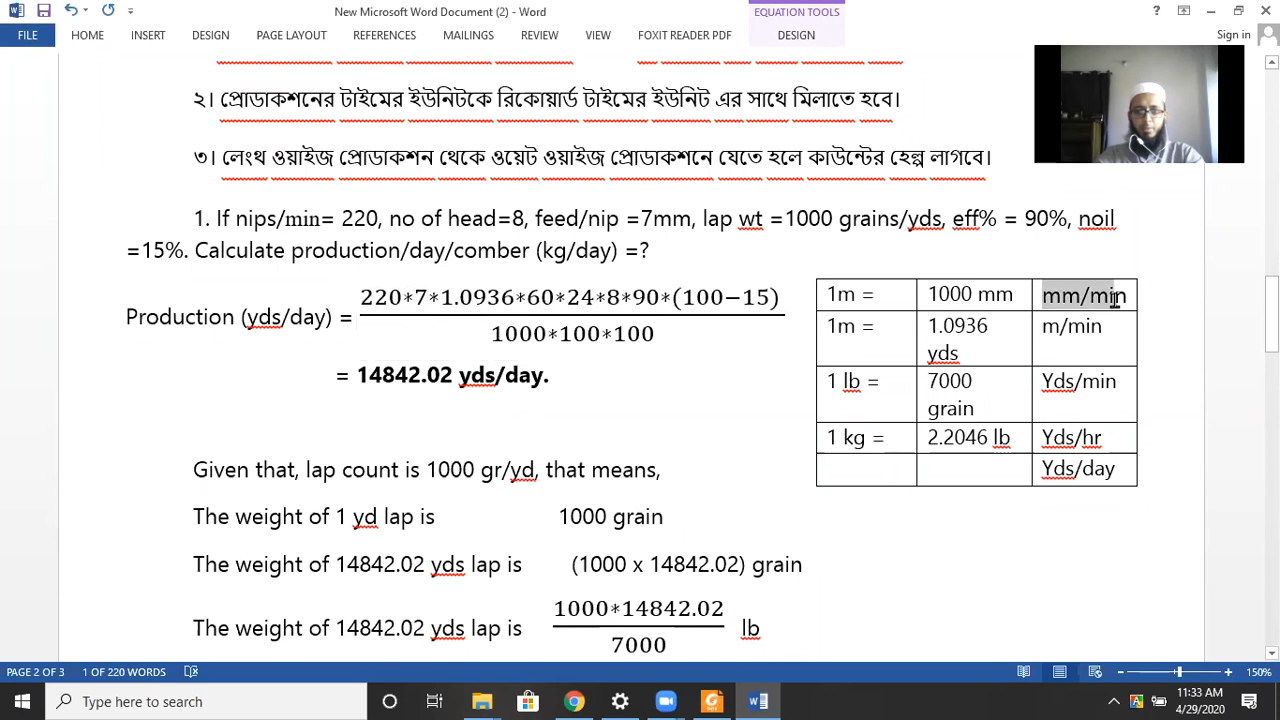 New Microsoft Word Document (2) - Word
EQUATION TOOLS
?
FILE
HOME
INSERT
DESIGN
PAGE LAYOUT
REFERENCES
MAILINGS
REVIEW
VIEW
FOXIT READER PDF
DESIGN
Sign in
২। প্রোডাকশনের টাইমের ইউনিটকে রিকোয়ার্ড টাইমের ইউনিট এর সাথে মিলাতে হবে।
৩। লেংথ ওয়াইজ প্রোডাকশন থেকে ওয়েট ওয়াইজ প্রোডাকশনে যেতে হলে কাউন্টের হেল্প লাগবে।
1. If nips/min= 220, no of head=8, feed/nip =7mm, lap wt =1000 grains/yds, eff% = 90%, noil
=15%. Calculate production/day/comber (kg/day) =?
Production (yds/day) = 220*7*1.0936*60*24*8*90*(100−15)
1000*100*100
= 14842.02 yds/day.
1m = 1000 mm mm/min
1m = 1.0936 m/min
yds
1 lb = 7000 Yds/min
grain
1 kg = 2.2046 lb Yds/hr
Yds/day
Given that, lap count is 1000 gr/yd, that means,
The weight of 1 yd lap is 1000 grain
The weight of 14842.02 yds lap is (1000 x 14842.02) grain
The weight of 14842.02 yds lap is 1000*14842.02 lb
7000
PAGE 2 OF 3
1 OF 220 WORDS
150%
Type here to search
11:33 AM
4/29/2020